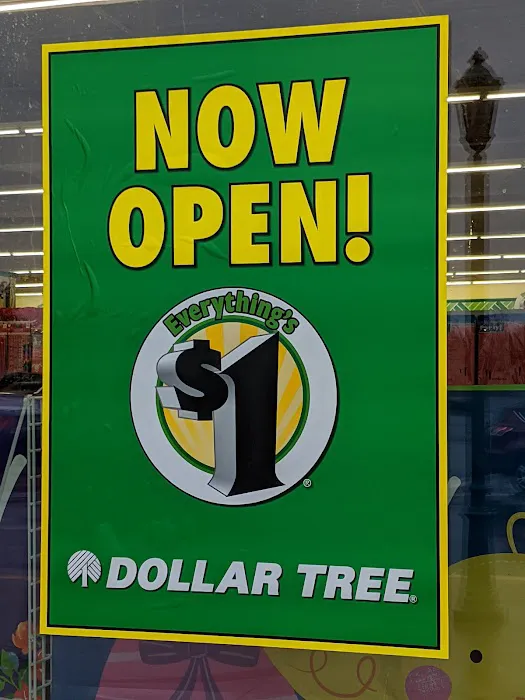 NOW
OPEN!
Everything's
$1
®
DOLLAR TREE®